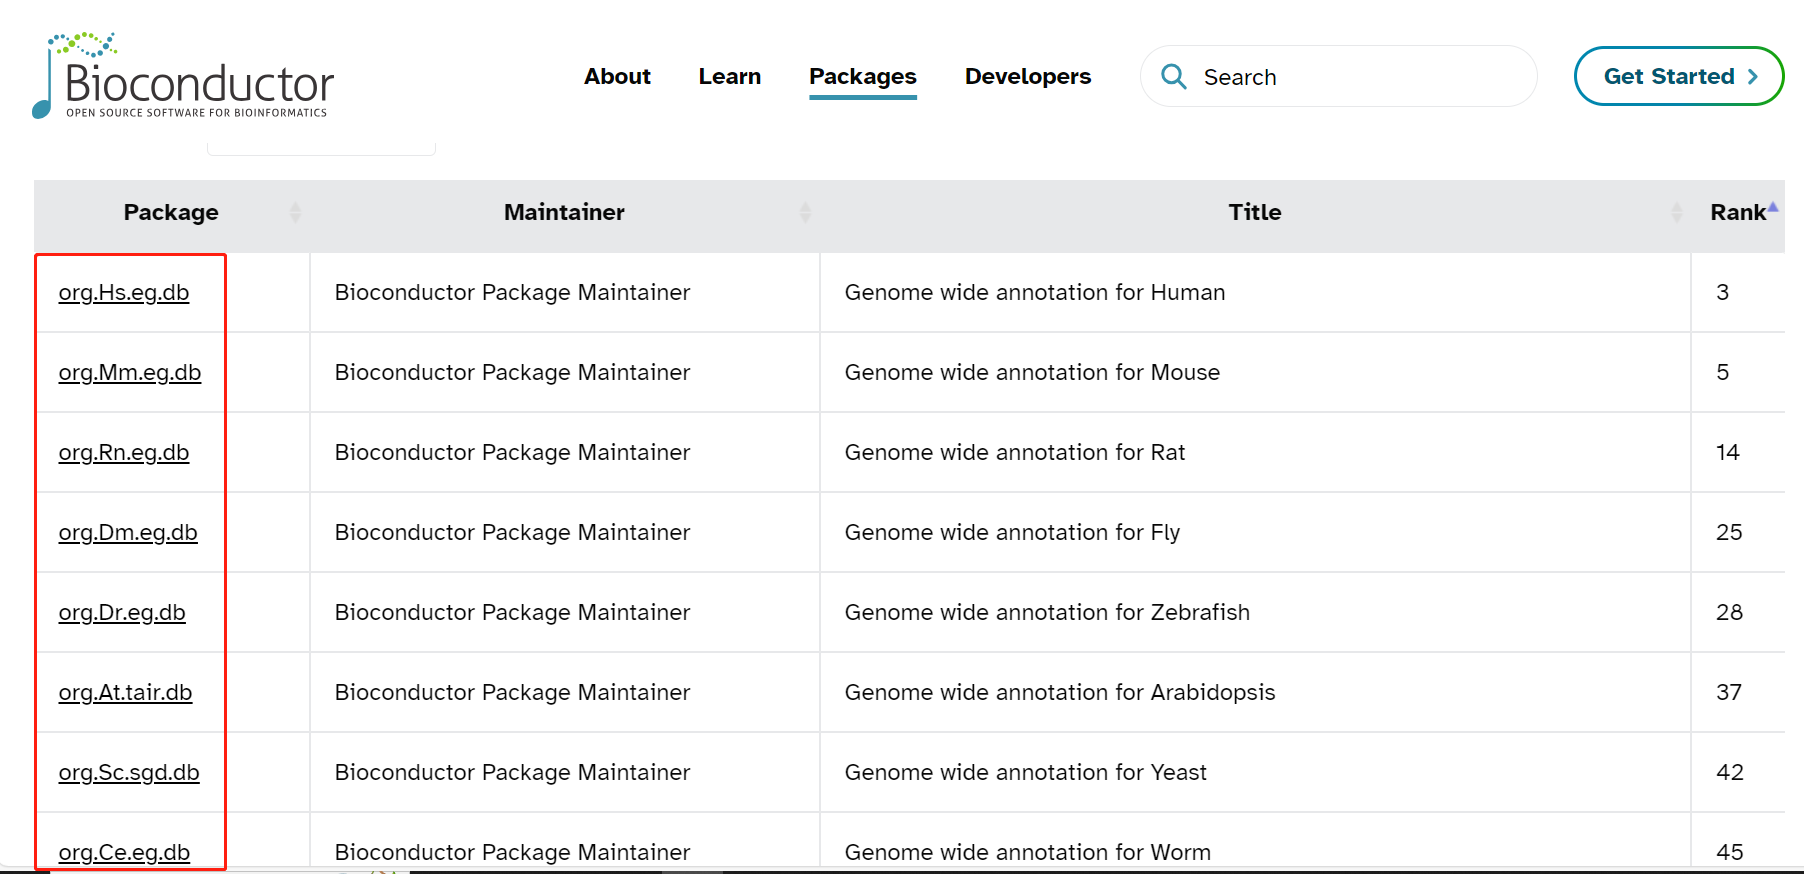 Bioconductor
OPEN SOURCE SOFTWARE FOR BIOINFORMATICS
About Learn Packages Developers Search Get Started
Package Maintainer Title Rank
org.Hs.eg.db Bioconductor Package Maintainer Genome wide annotation for Human 3
org.Mm.eg.db Bioconductor Package Maintainer Genome wide annotation for Mouse 5
org.Rn.eg.db Bioconductor Package Maintainer Genome wide annotation for Rat 14
org.Dm.eg.db Bioconductor Package Maintainer Genome wide annotation for Fly 25
org.Dr.eg.db Bioconductor Package Maintainer Genome wide annotation for Zebrafish 28
org.At.tair.db Bioconductor Package Maintainer Genome wide annotation for Arabidopsis 37
org.Sc.sgd.db Bioconductor Package Maintainer Genome wide annotation for Yeast 42
org.Ce.eg.db Bioconductor Package Maintainer Genome wide annotation for Worm 45